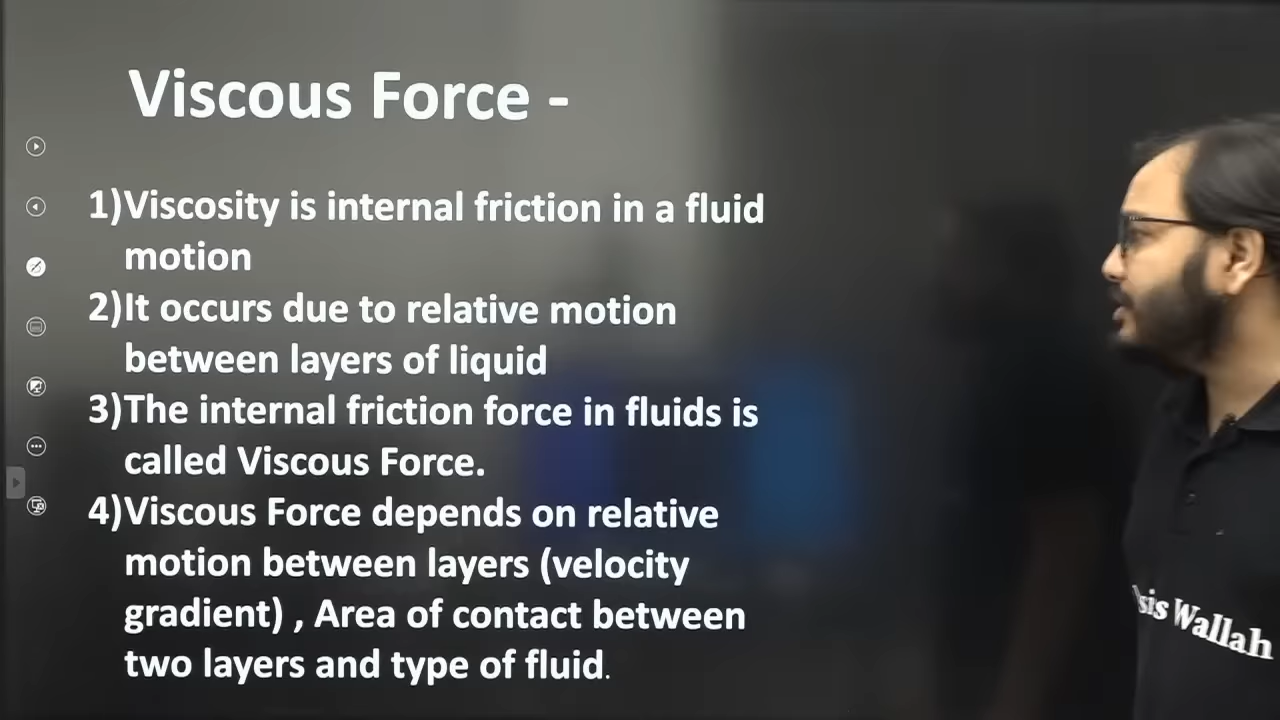 Viscous Force -
1)Viscosity is internal friction in a fluid
motion
2)It occurs due to relative motion
between layers of liquid
3)The internal friction force in fluids is
called Viscous Force.
4)Viscous Force depends on relative
motion between layers (velocity
gradient) , Area of contact between
two layers and type of fluid.
Wallah